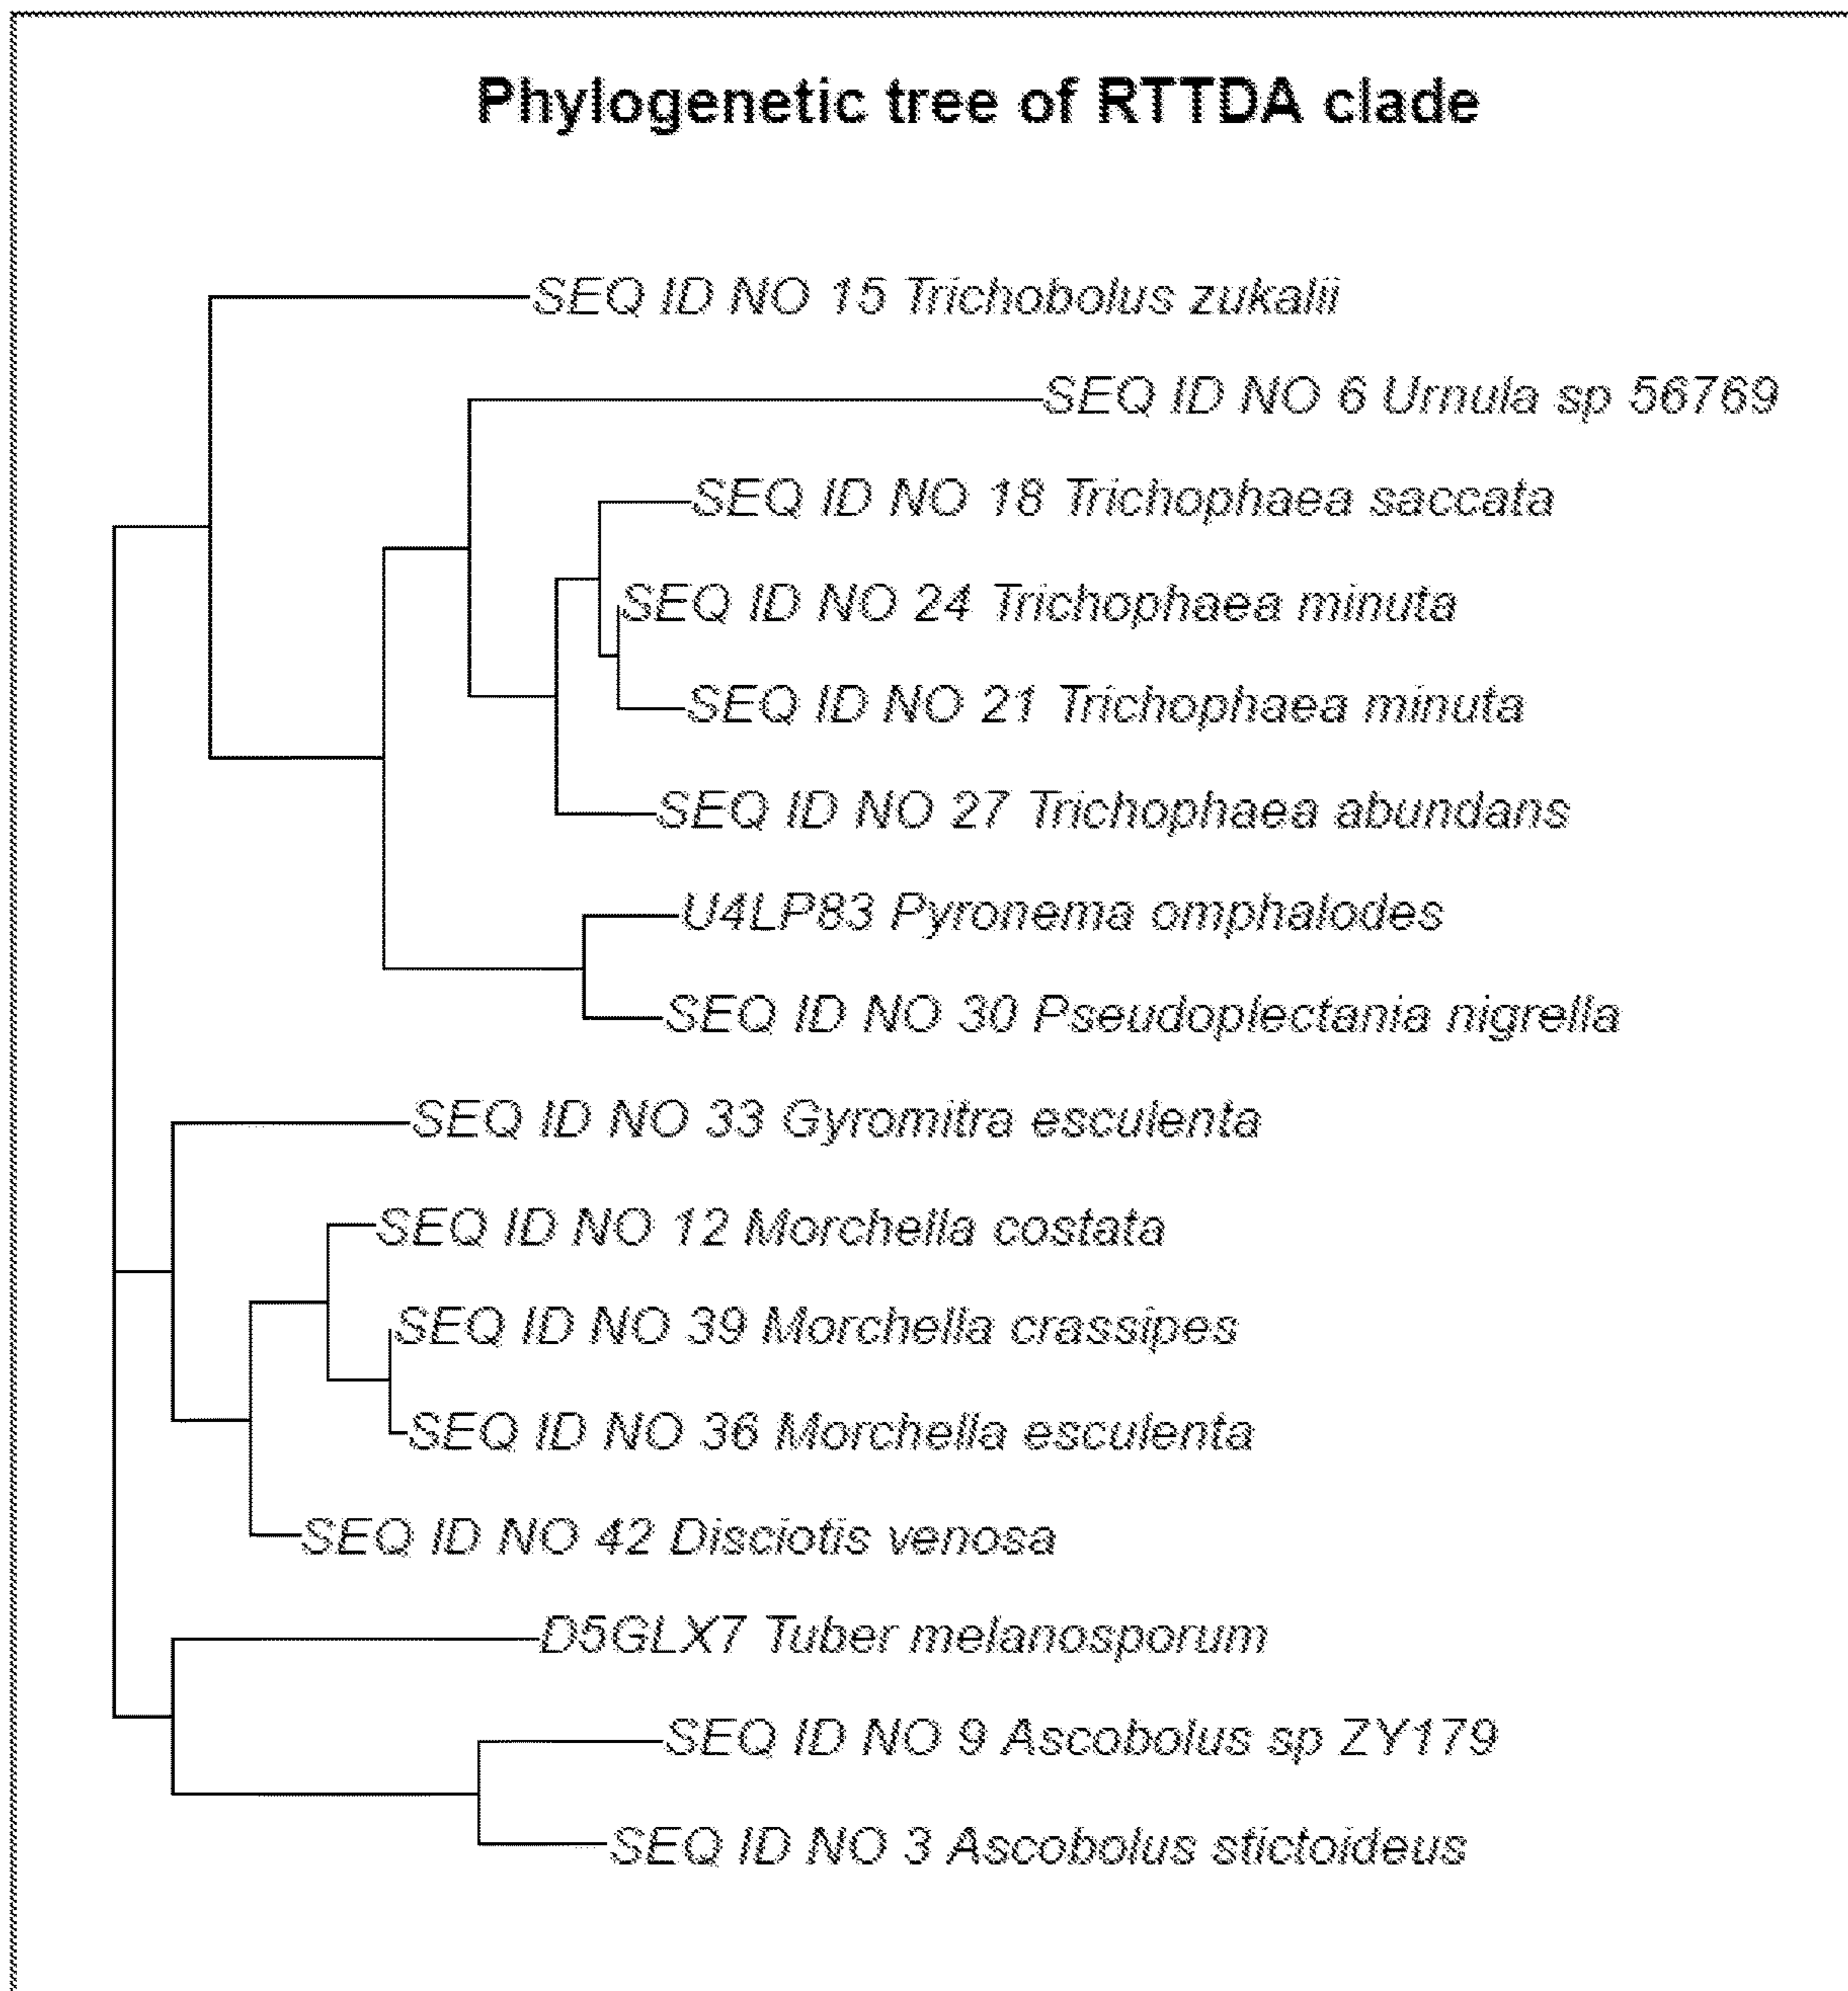 Phylogenetic tree of RTTDA clade
SEQ ID NO 15 Trichobolus zukalii
SEQ ID NO 6 Urnula sp 56769
SEQ ID NO 18 Trichophaea saccata
SEQ ID NO 24 Trichophaea minuta
SEQ ID NO 21 Trichophaea minuta
SEQ ID NO 27 Trichophaea abundans
U4LP83 Pyronema omphalodes
SEQ ID NO 30 Pseudoplectania nigrella
SEQ ID NO 33 Gyromitra esculenta
SEQ ID NO 12 Morchella costata
SEQ ID NO 39 Morchella crassipes
SEQ ID NO 36 Morchella esculenta
SEQ ID NO 42 Disciotis venosa
D5GLX7 Tuber melanosporum
SEQ ID NO 9 Ascobolus sp ZY179
SEQ ID NO 3 Ascobolus stictoideus